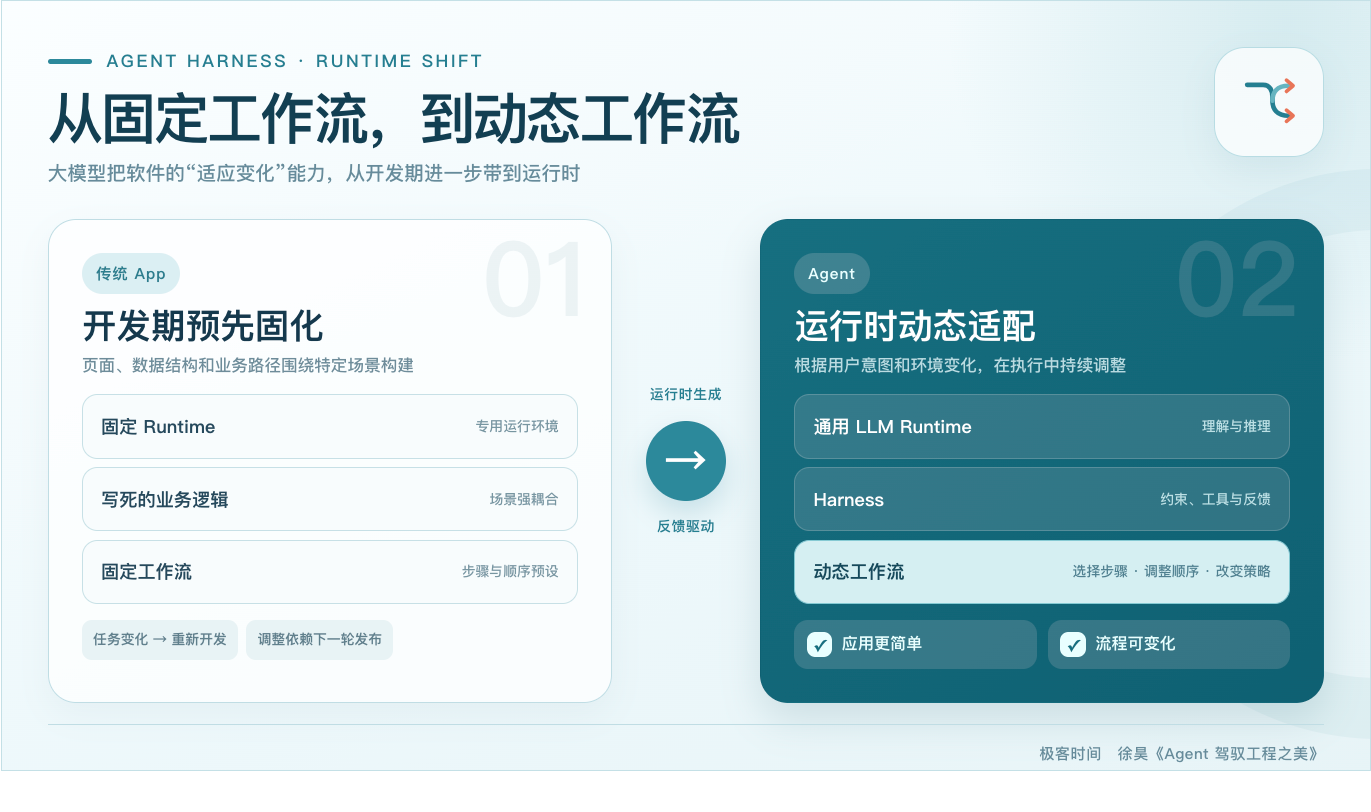 AGENT HARNESS · RUNTIME SHIFT
从固定工作流，到动态工作流
大模型把软件的“适应变化”能力，从开发期进一步带到运行时
01
传统 App
开发期预先固化
页面、数据结构和业务路径围绕特定场景构建
固定 Runtime
专用运行环境
写死的业务逻辑
场景强耦合
固定工作流
步骤与顺序预设
任务变化 → 重新开发
调整依赖下一轮发布
运行时生成
→
反馈驱动
02
Agent
运行时动态适配
根据用户意图和环境变化，在执行中持续调整
通用 LLM Runtime
理解与推理
Harness
约束、工具与反馈
动态工作流
选择步骤 · 调整顺序 · 改变策略
✓ 应用更简单
✓ 流程可变化
极客时间　徐昊《Agent 驾驭工程之美》